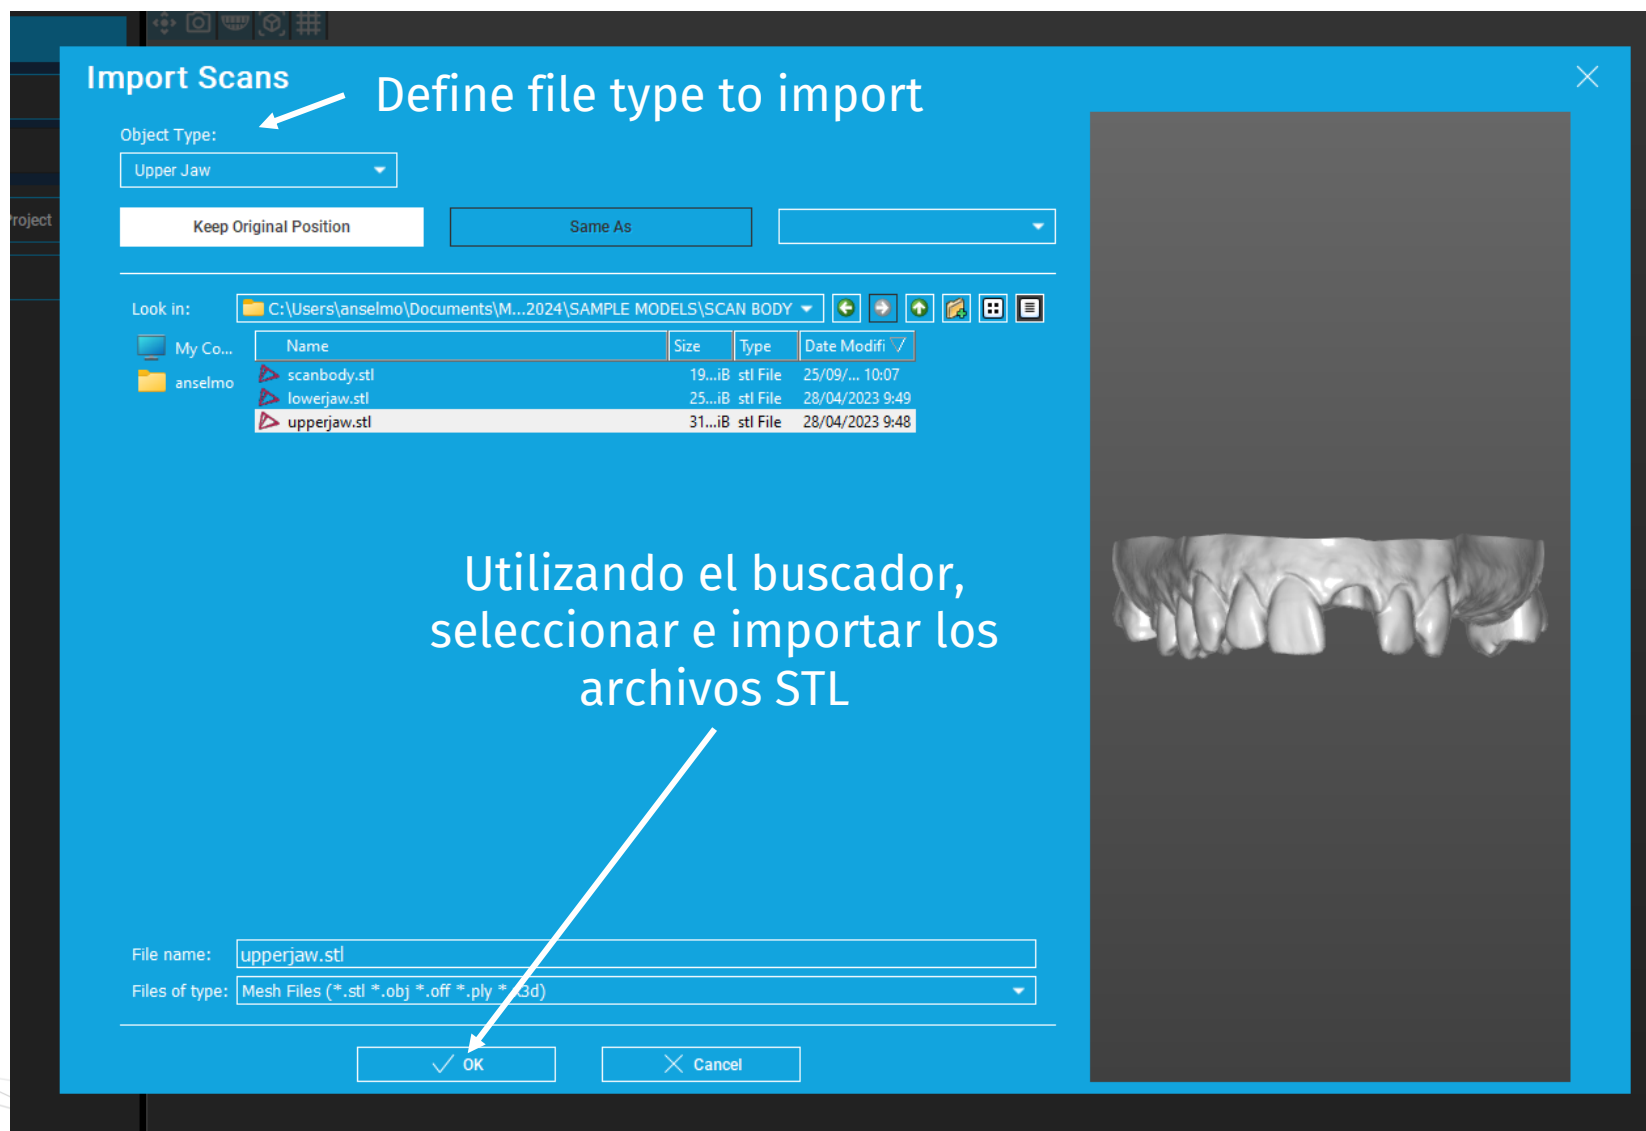 Import Scans
Define file type to import
Object Type:
Upper Jaw
roject
Keep Original Position
Same As
Look in:
C:\Users\anselmo\Documents\M...2024\SAMPLE MODELS\SCAN BODY
My Co...
Name
Size
Type
Date Modifi
anselmo
scanbody.stl
19...iB
stl File
25/09/... 10:07
lowerjaw.stl
25...iB
stl File
28/04/2023 9:49
upperjaw.stl
31...iB
stl File
28/04/2023 9:48
Utilizando el buscador,
seleccionar e importar los
archivos STL
File name:
upperjaw.stl
Files of type:
Mesh Files (*.stl *.obj *.off *.ply *.x3d)
OK
Cancel